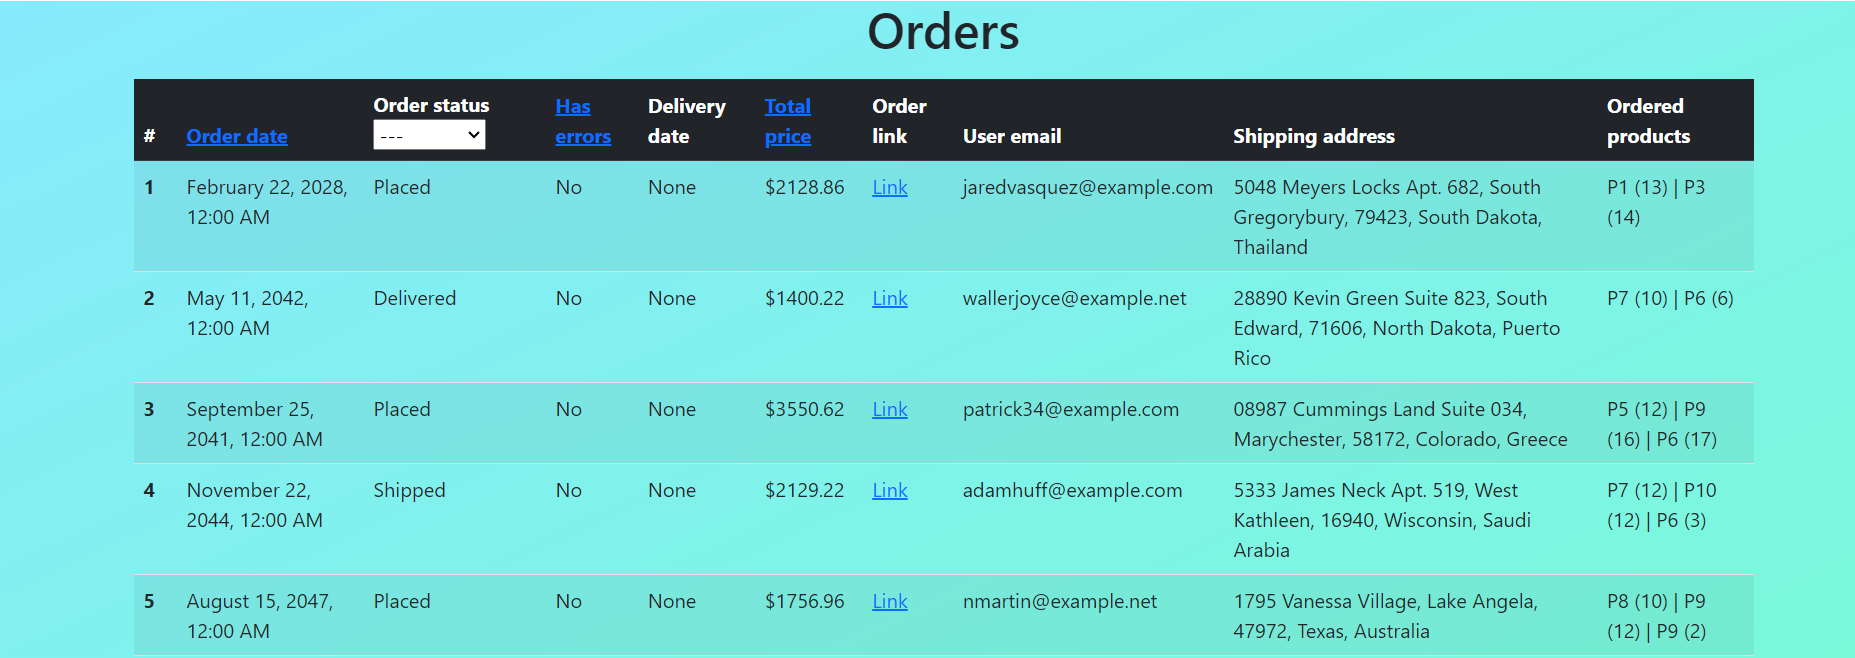 Orders
# Order date Order status --- Has errors Delivery date Total price Order link User email Shipping address Ordered products
1 February 22, 2028, 12:00 AM Placed No None $2128.86 Link jaredvasquez@example.com 5048 Meyers Locks Apt. 682, South Gregorybury, 79423, South Dakota, Thailand P1 (13) | P3 (14)
2 May 11, 2042, 12:00 AM Delivered No None $1400.22 Link wallerjoyce@example.net 28890 Kevin Green Suite 823, South Edward, 71606, North Dakota, Puerto Rico P7 (10) | P6 (6)
3 September 25, 2041, 12:00 AM Placed No None $3550.62 Link patrick34@example.com 08987 Cummings Land Suite 034, Marychester, 58172, Colorado, Greece P5 (12) | P9 (16) | P6 (17)
4 November 22, 2044, 12:00 AM Shipped No None $2129.22 Link adamhuff@example.com 5333 James Neck Apt. 519, West Kathleen, 16940, Wisconsin, Saudi Arabia P7 (12) | P10 (12) | P6 (3)
5 August 15, 2047, 12:00 AM Placed No None $1756.96 Link nmartin@example.net 1795 Vanessa Village, Lake Angela, 47972, Texas, Australia P8 (10) | P9 (12) | P9 (2)